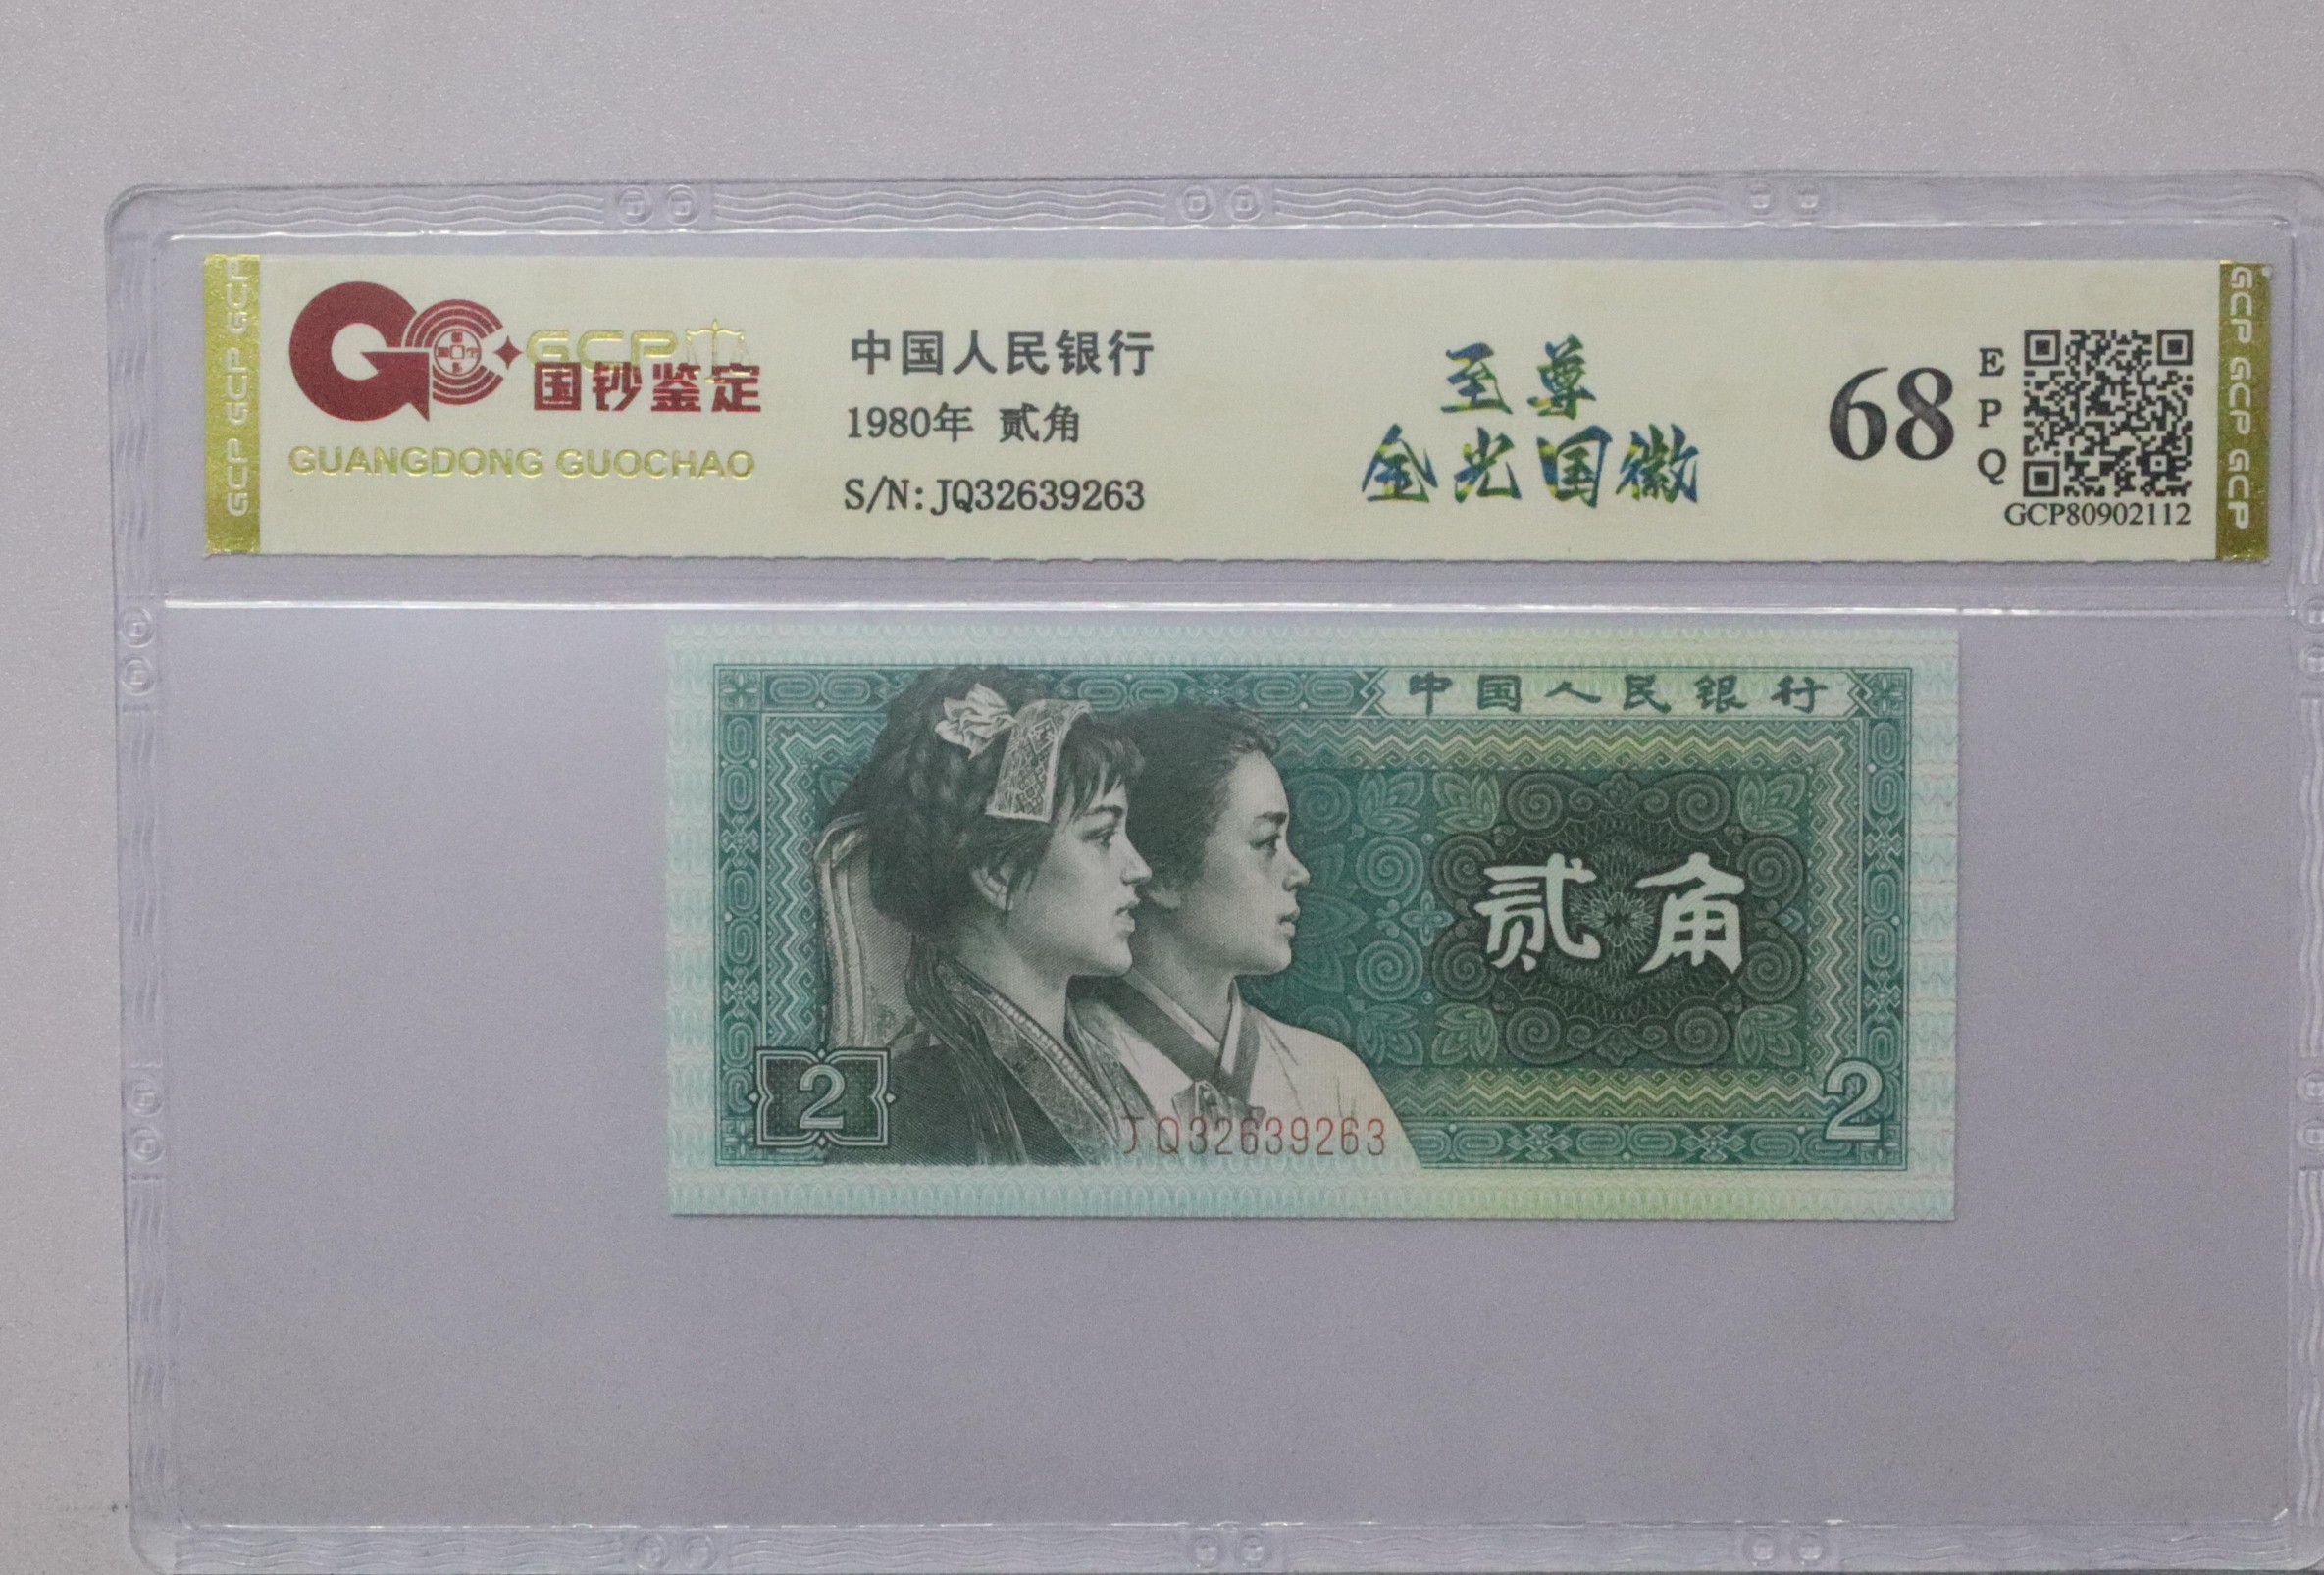 GCP
国钞鉴定
GUANGDONG GUOCHAO
中国人民银行
1980年 贰角
S/N: JQ32639263
至尊
金光国徽
68
EPQ
GCP80902112
GCP GCP GCP
GCP GCP GCP
中国人民银行
贰角
2
JQ32639263
2